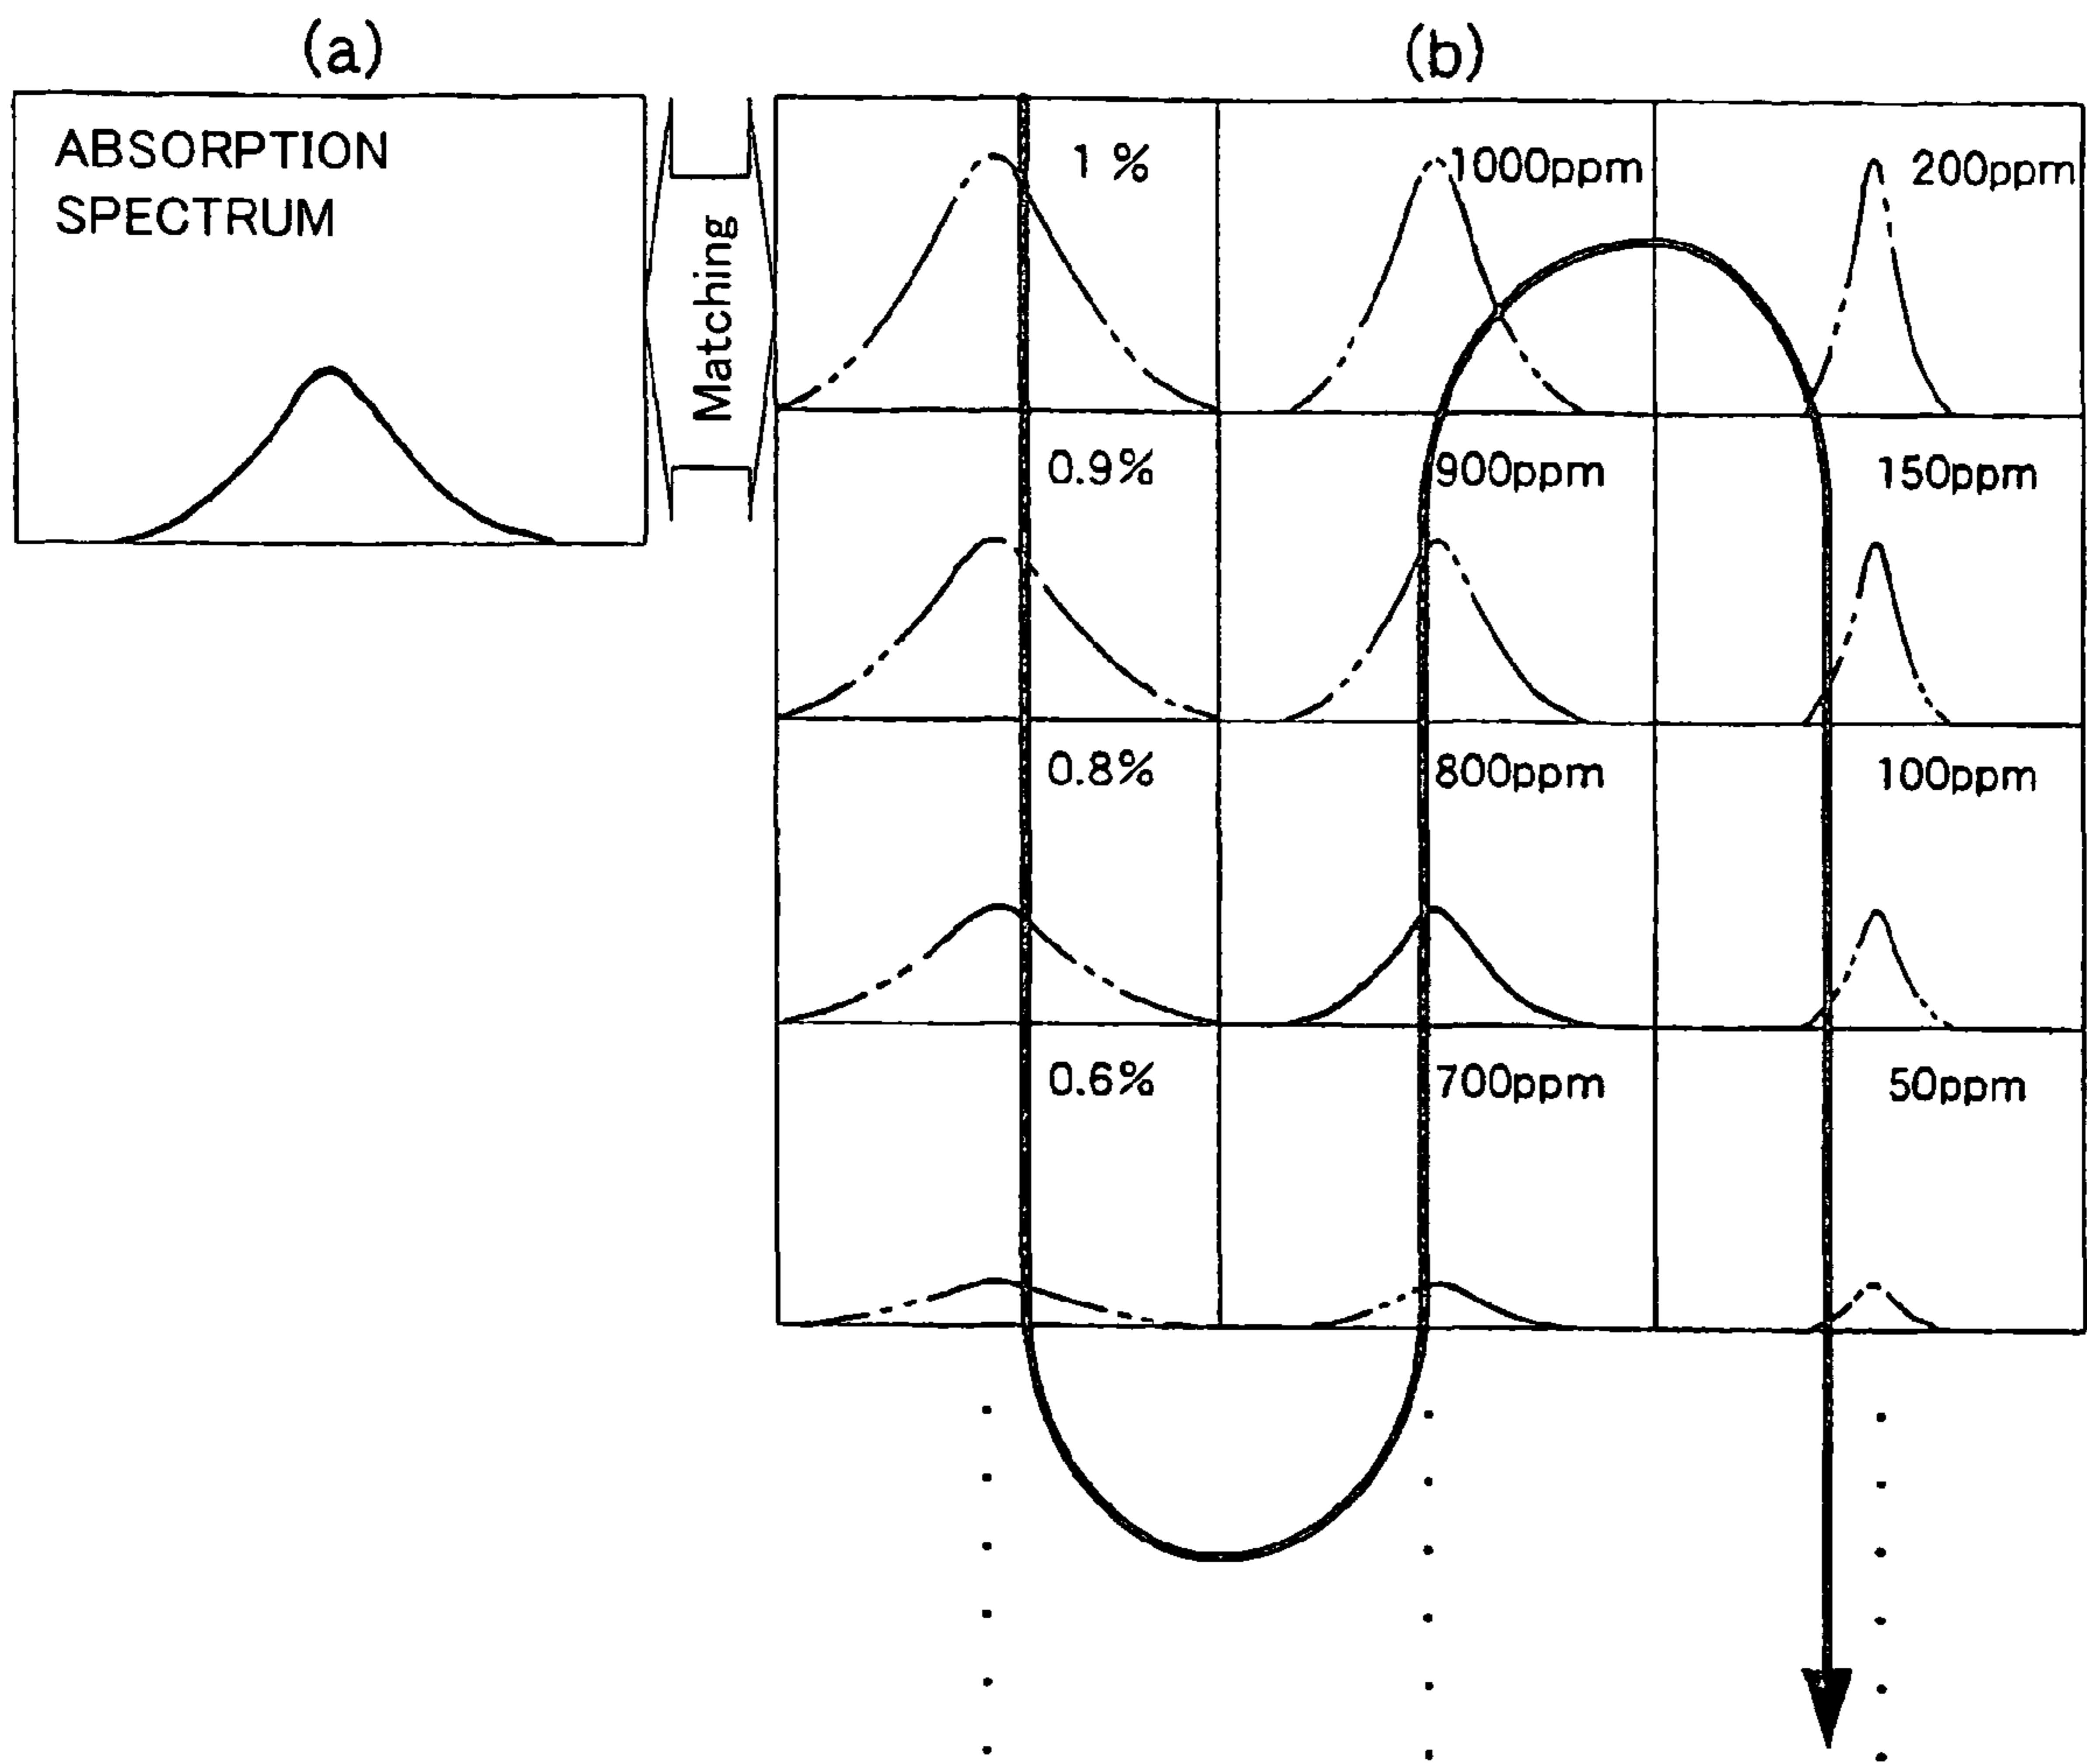 (a)
(b)
ABSORPTION
SPECTRUM
Matching
1 %
1000ppm
200ppm
0.9%
900ppm
150ppm
0.8%
800ppm
100ppm
0.6%
700ppm
50ppm